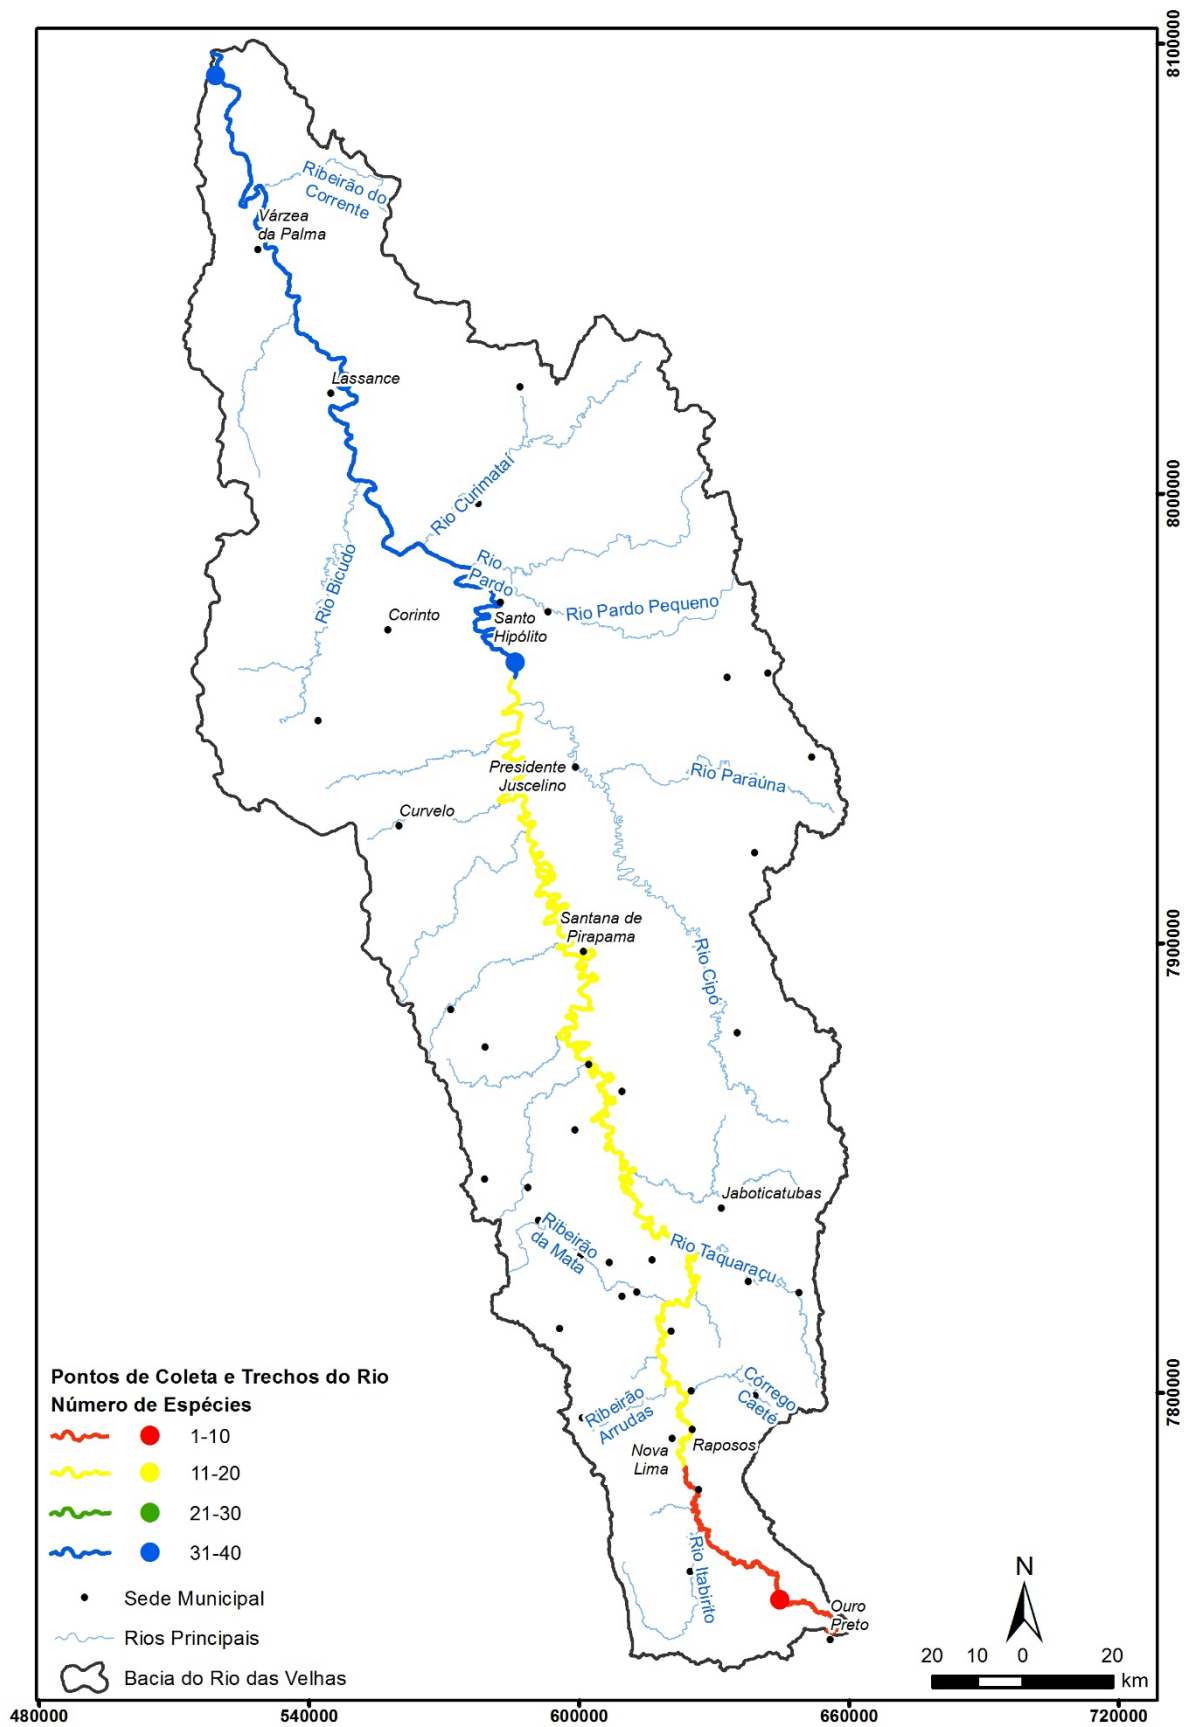 8100000
Ribeirão do
Corrente
Várzea
da Palma
Lassance
8000000
Rio Curimataí
Rio
Pardo
Rio Bicudo
Rio Pardo Pequeno
Corinto
Santo
Hipólito
Presidente
Juscelino
Rio Paraúna
Curvelo
Santana de
Pirapama
7900000
Rio Cipó
Jaboticatubas
Ribeirão
da Mata
Rio Taquaraçu
7800000
Córrego
Caeté
Ribeirão
Arrudas
Nova
Lima
Raposos
Rio Itabirito
Ouro
Preto
Pontos de Coleta e Trechos do Rio
Número de Espécies
1-10
11-20
21-30
31-40
Sede Municipal
Rios Principais
Bacia do Rio das Velhas
N
20 10 0 20
km
480000 540000 600000 660000 720000